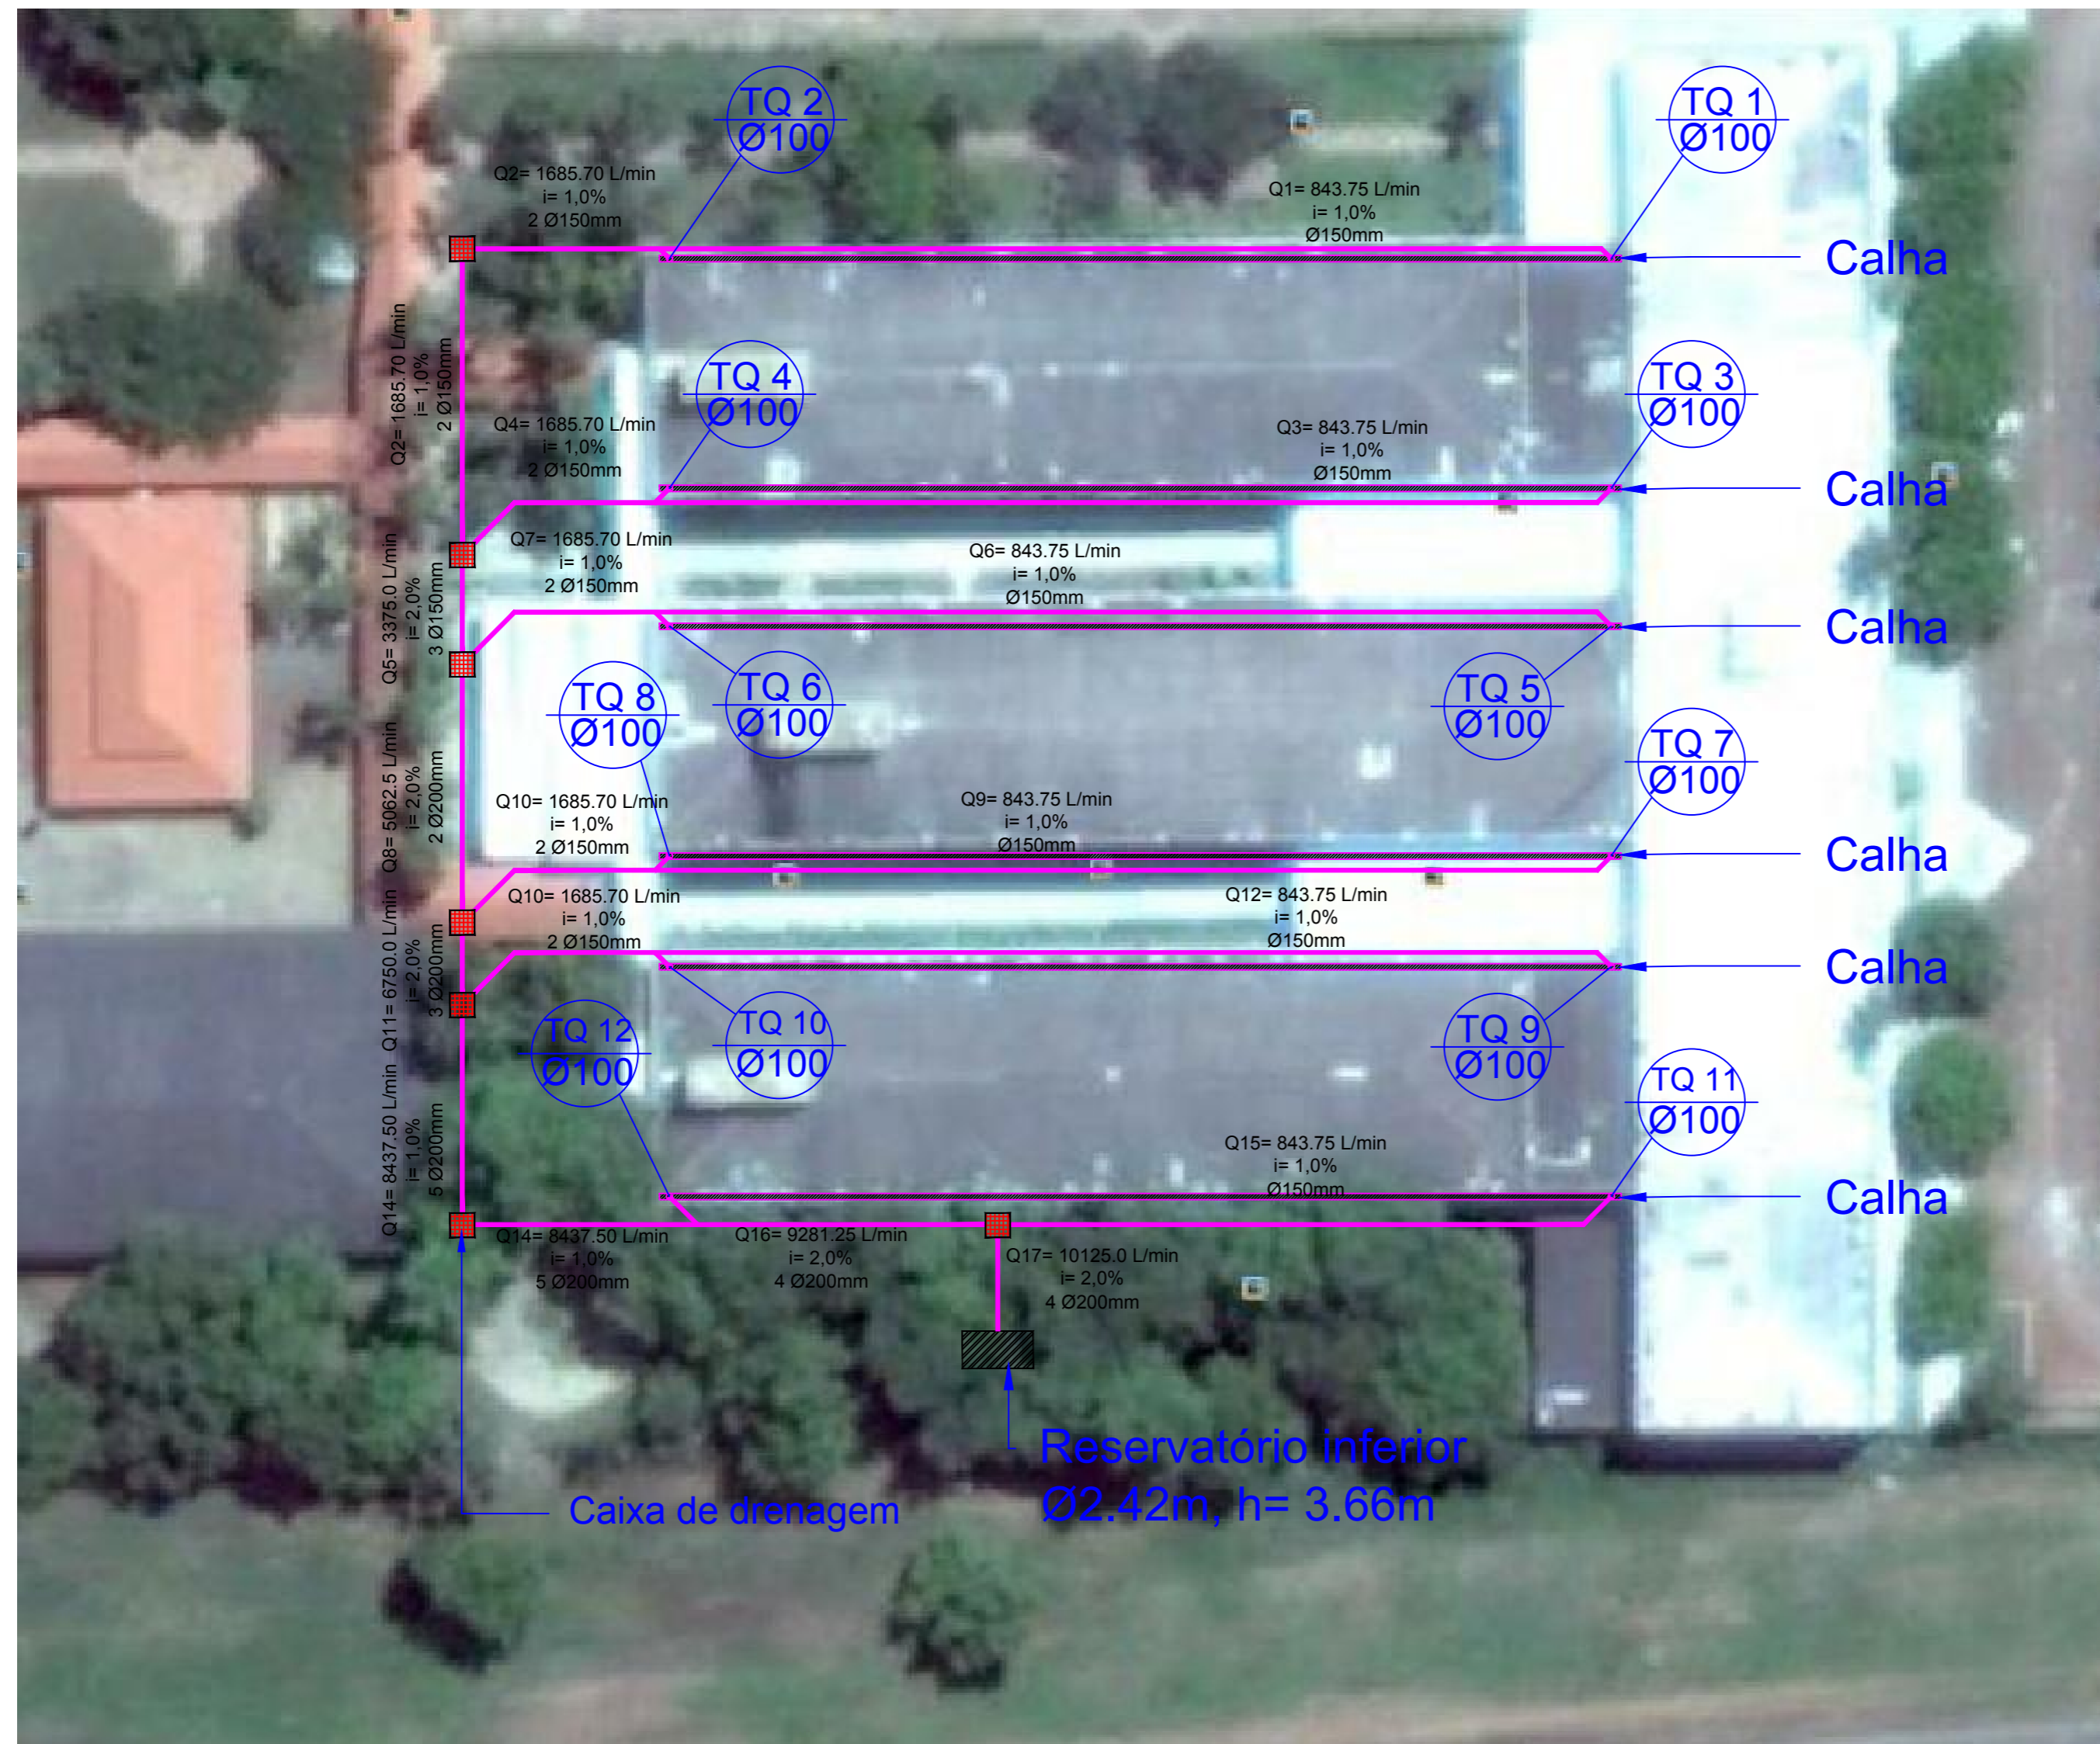 TQ 2
Ø100
TQ 1
Ø100
Q2= 1685.70 L/min
i= 1,0%
2 Ø150mm
Q1= 843.75 L/min
i= 1,0%
Ø150mm
Calha
Q2= 1685.70 L/min
i= 1,0%
2 Ø150mm
TQ 4
Ø100
TQ 3
Ø100
Q4= 1685.70 L/min
i= 1,0%
2 Ø150mm
Q3= 843.75 L/min
i= 1,0%
Ø150mm
Calha
Q5= 3375.0 L/min
i= 2,0%
3 Ø150mm
Q7= 1685.70 L/min
i= 1,0%
2 Ø150mm
Q6= 843.75 L/min
i= 1,0%
Ø150mm
Calha
TQ 8
Ø100
TQ 6
Ø100
TQ 5
Ø100
TQ 7
Ø100
Q8= 5062.5 L/min
i= 2,0%
2 Ø200mm
Q10= 1685.70 L/min
i= 1,0%
2 Ø150mm
Q9= 843.75 L/min
i= 1,0%
Ø150mm
Calha
Q11= 6750.0 L/min
i= 2,0%
3 Ø200mm
Q10= 1685.70 L/min
i= 1,0%
2 Ø150mm
Q12= 843.75 L/min
i= 1,0%
Ø150mm
Calha
TQ 12
Ø100
TQ 10
Ø100
TQ 9
Ø100
TQ 11
Ø100
Q14= 8437.50 L/min
i= 1,0%
5 Ø200mm
Q15= 843.75 L/min
i= 1,0%
Ø150mm
Calha
Q14= 8437.50 L/min
i= 1,0%
5 Ø200mm
Q16= 9281.25 L/min
i= 2,0%
4 Ø200mm
Q17= 10125.0 L/min
i= 2,0%
4 Ø200mm
Reservatório inferior
Ø2.42m, h= 3.66m
Caixa de drenagem